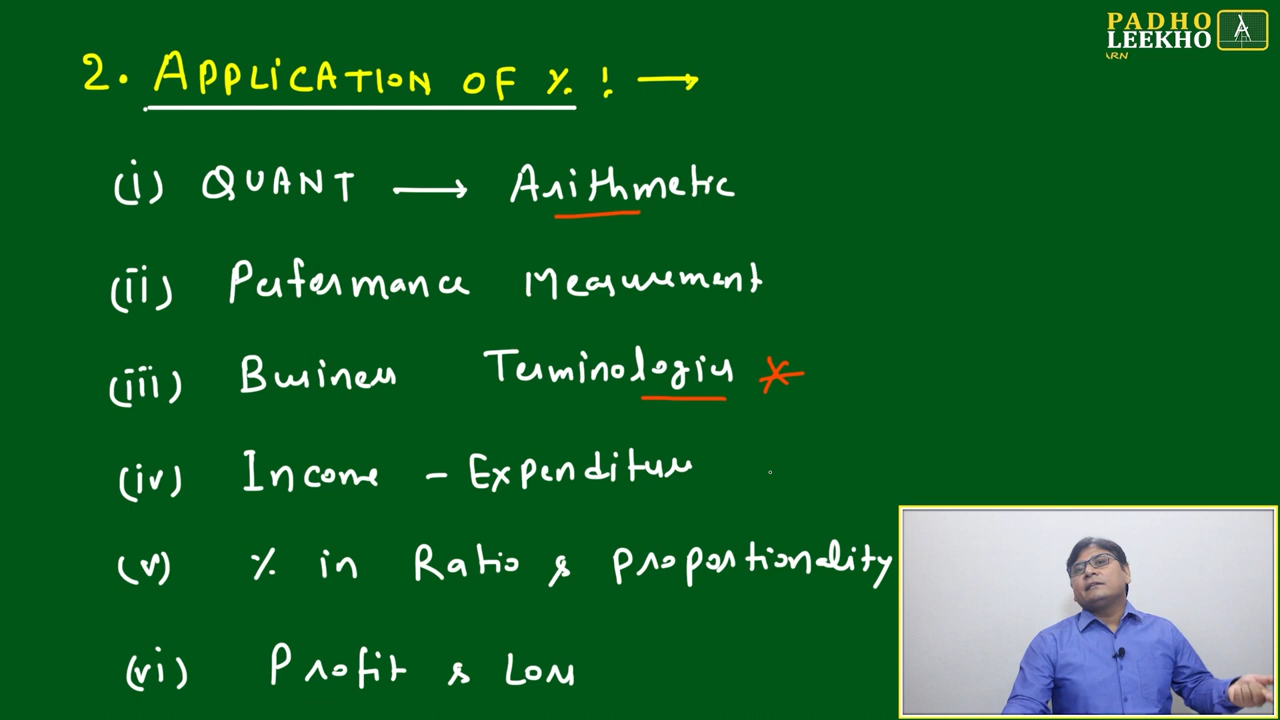 PADHO
LEEKHO
ARN
2. APPLICATION OF % : →
(i) QUANT → Arithmetic
(ii) Performance Measurement
(iii) Business Terminologies *
(iv) Income - Expenditure
(v) % in Ratio & proportionality
(vi) Profit & Loss